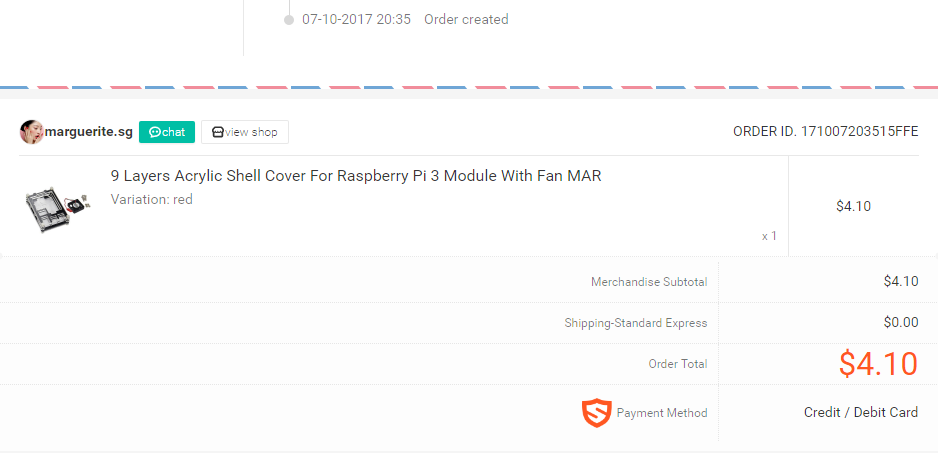 07-10-2017 20:35 Order created
marguerite.sg chat view shop ORDER ID. 171007203515FFE
9 Layers Acrylic Shell Cover For Raspberry Pi 3 Module With Fan MAR
Variation: red
$4.10
x 1
Merchandise Subtotal $4.10
Shipping-Standard Express $0.00
Order Total $4.10
Payment Method Credit / Debit Card